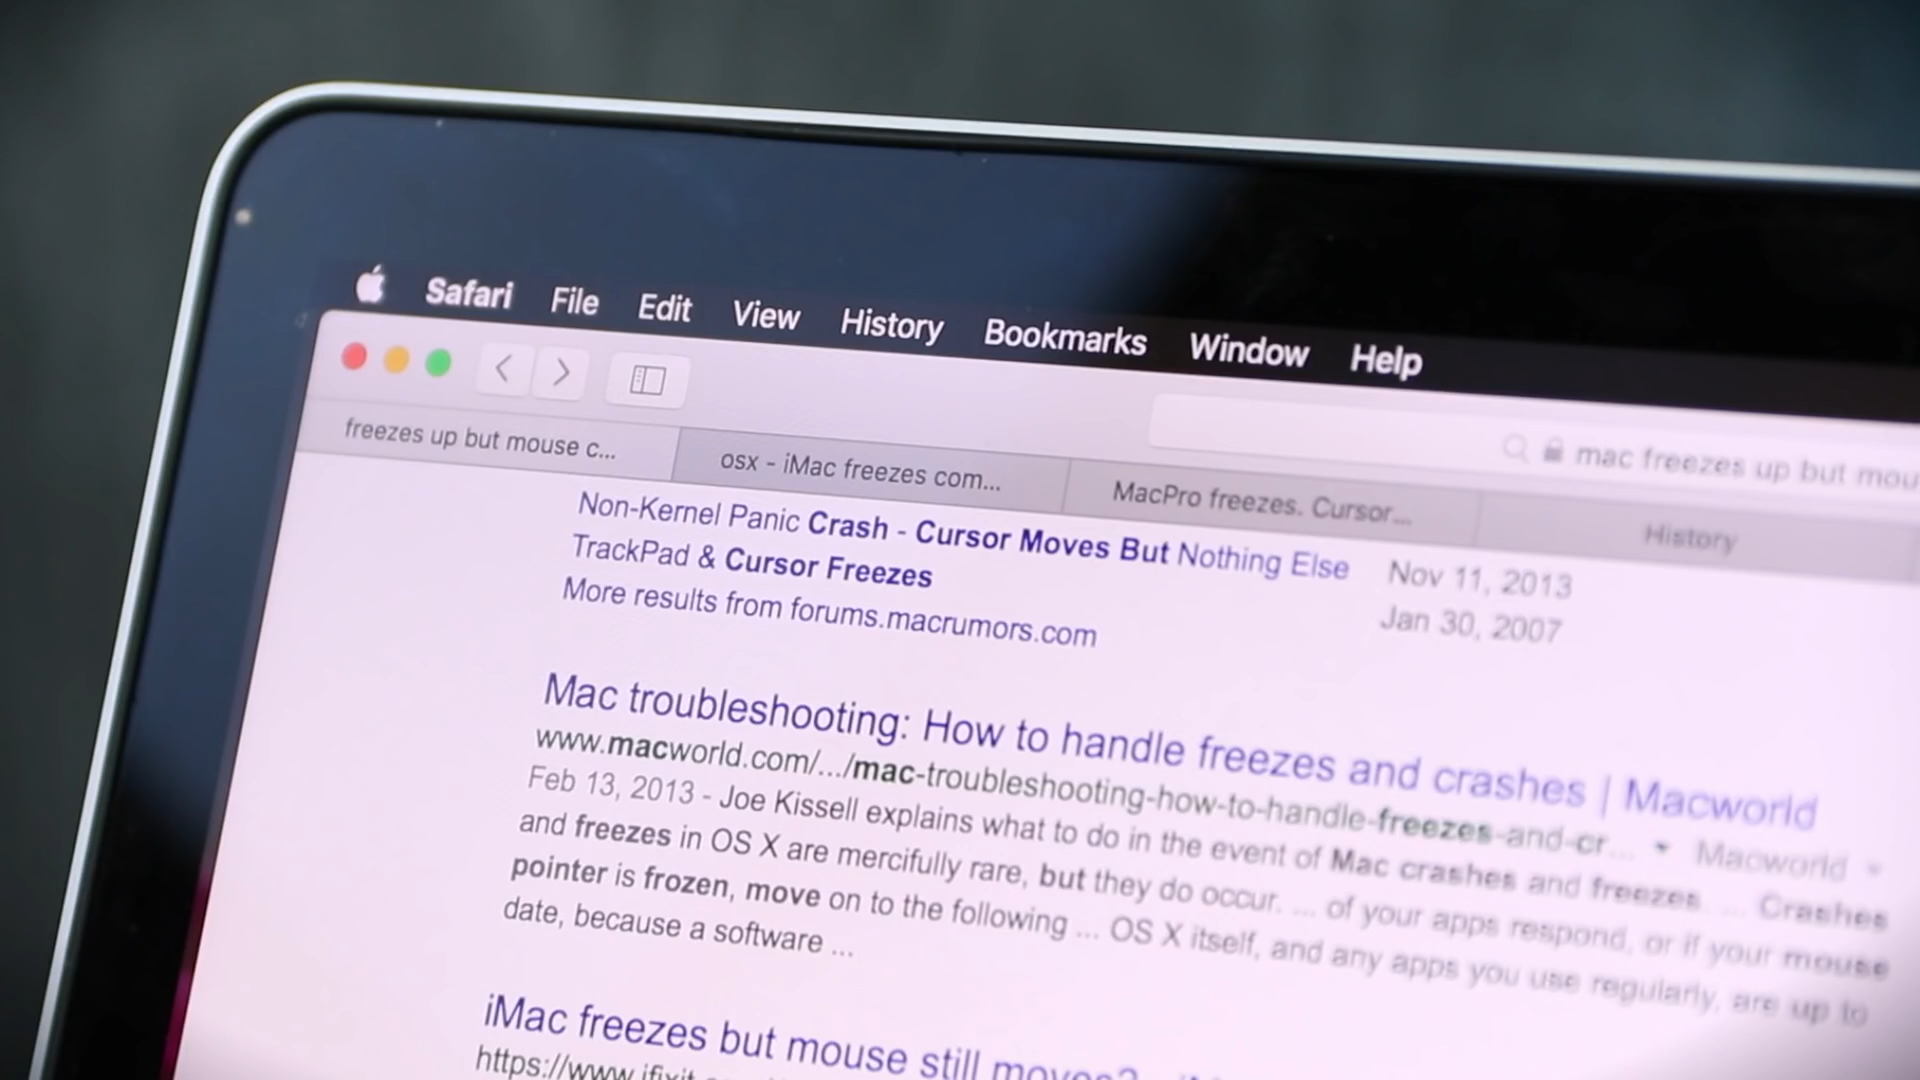 Safari File Edit View History Bookmarks Window Help
mac freezes up but mou
freezes up but mouse c...
osx - iMac freezes com...
MacPro freezes. Cursor...
History
Non-Kernel Panic Crash - Cursor Moves But Nothing Else Nov 11, 2013
TrackPad & Cursor Freezes Jan 30, 2007
More results from forums.macrumors.com
Mac troubleshooting: How to handle freezes and crashes | Macworld
www.macworld.com/.../mac-troubleshooting-how-to-handle-freezes-and-cr... Macworld
Feb 13, 2013 - Joe Kissell explains what to do in the event of Mac crashes and freezes. ... Crashes
and freezes in OS X are mercifully rare, but they do occur. ... of your apps respond, or if your mouse
pointer is frozen, move on to the following ... OS X itself, and any apps you use regularly, are up to
date, because a software ...
iMac freezes but mouse still moves?
https://www.ifixit